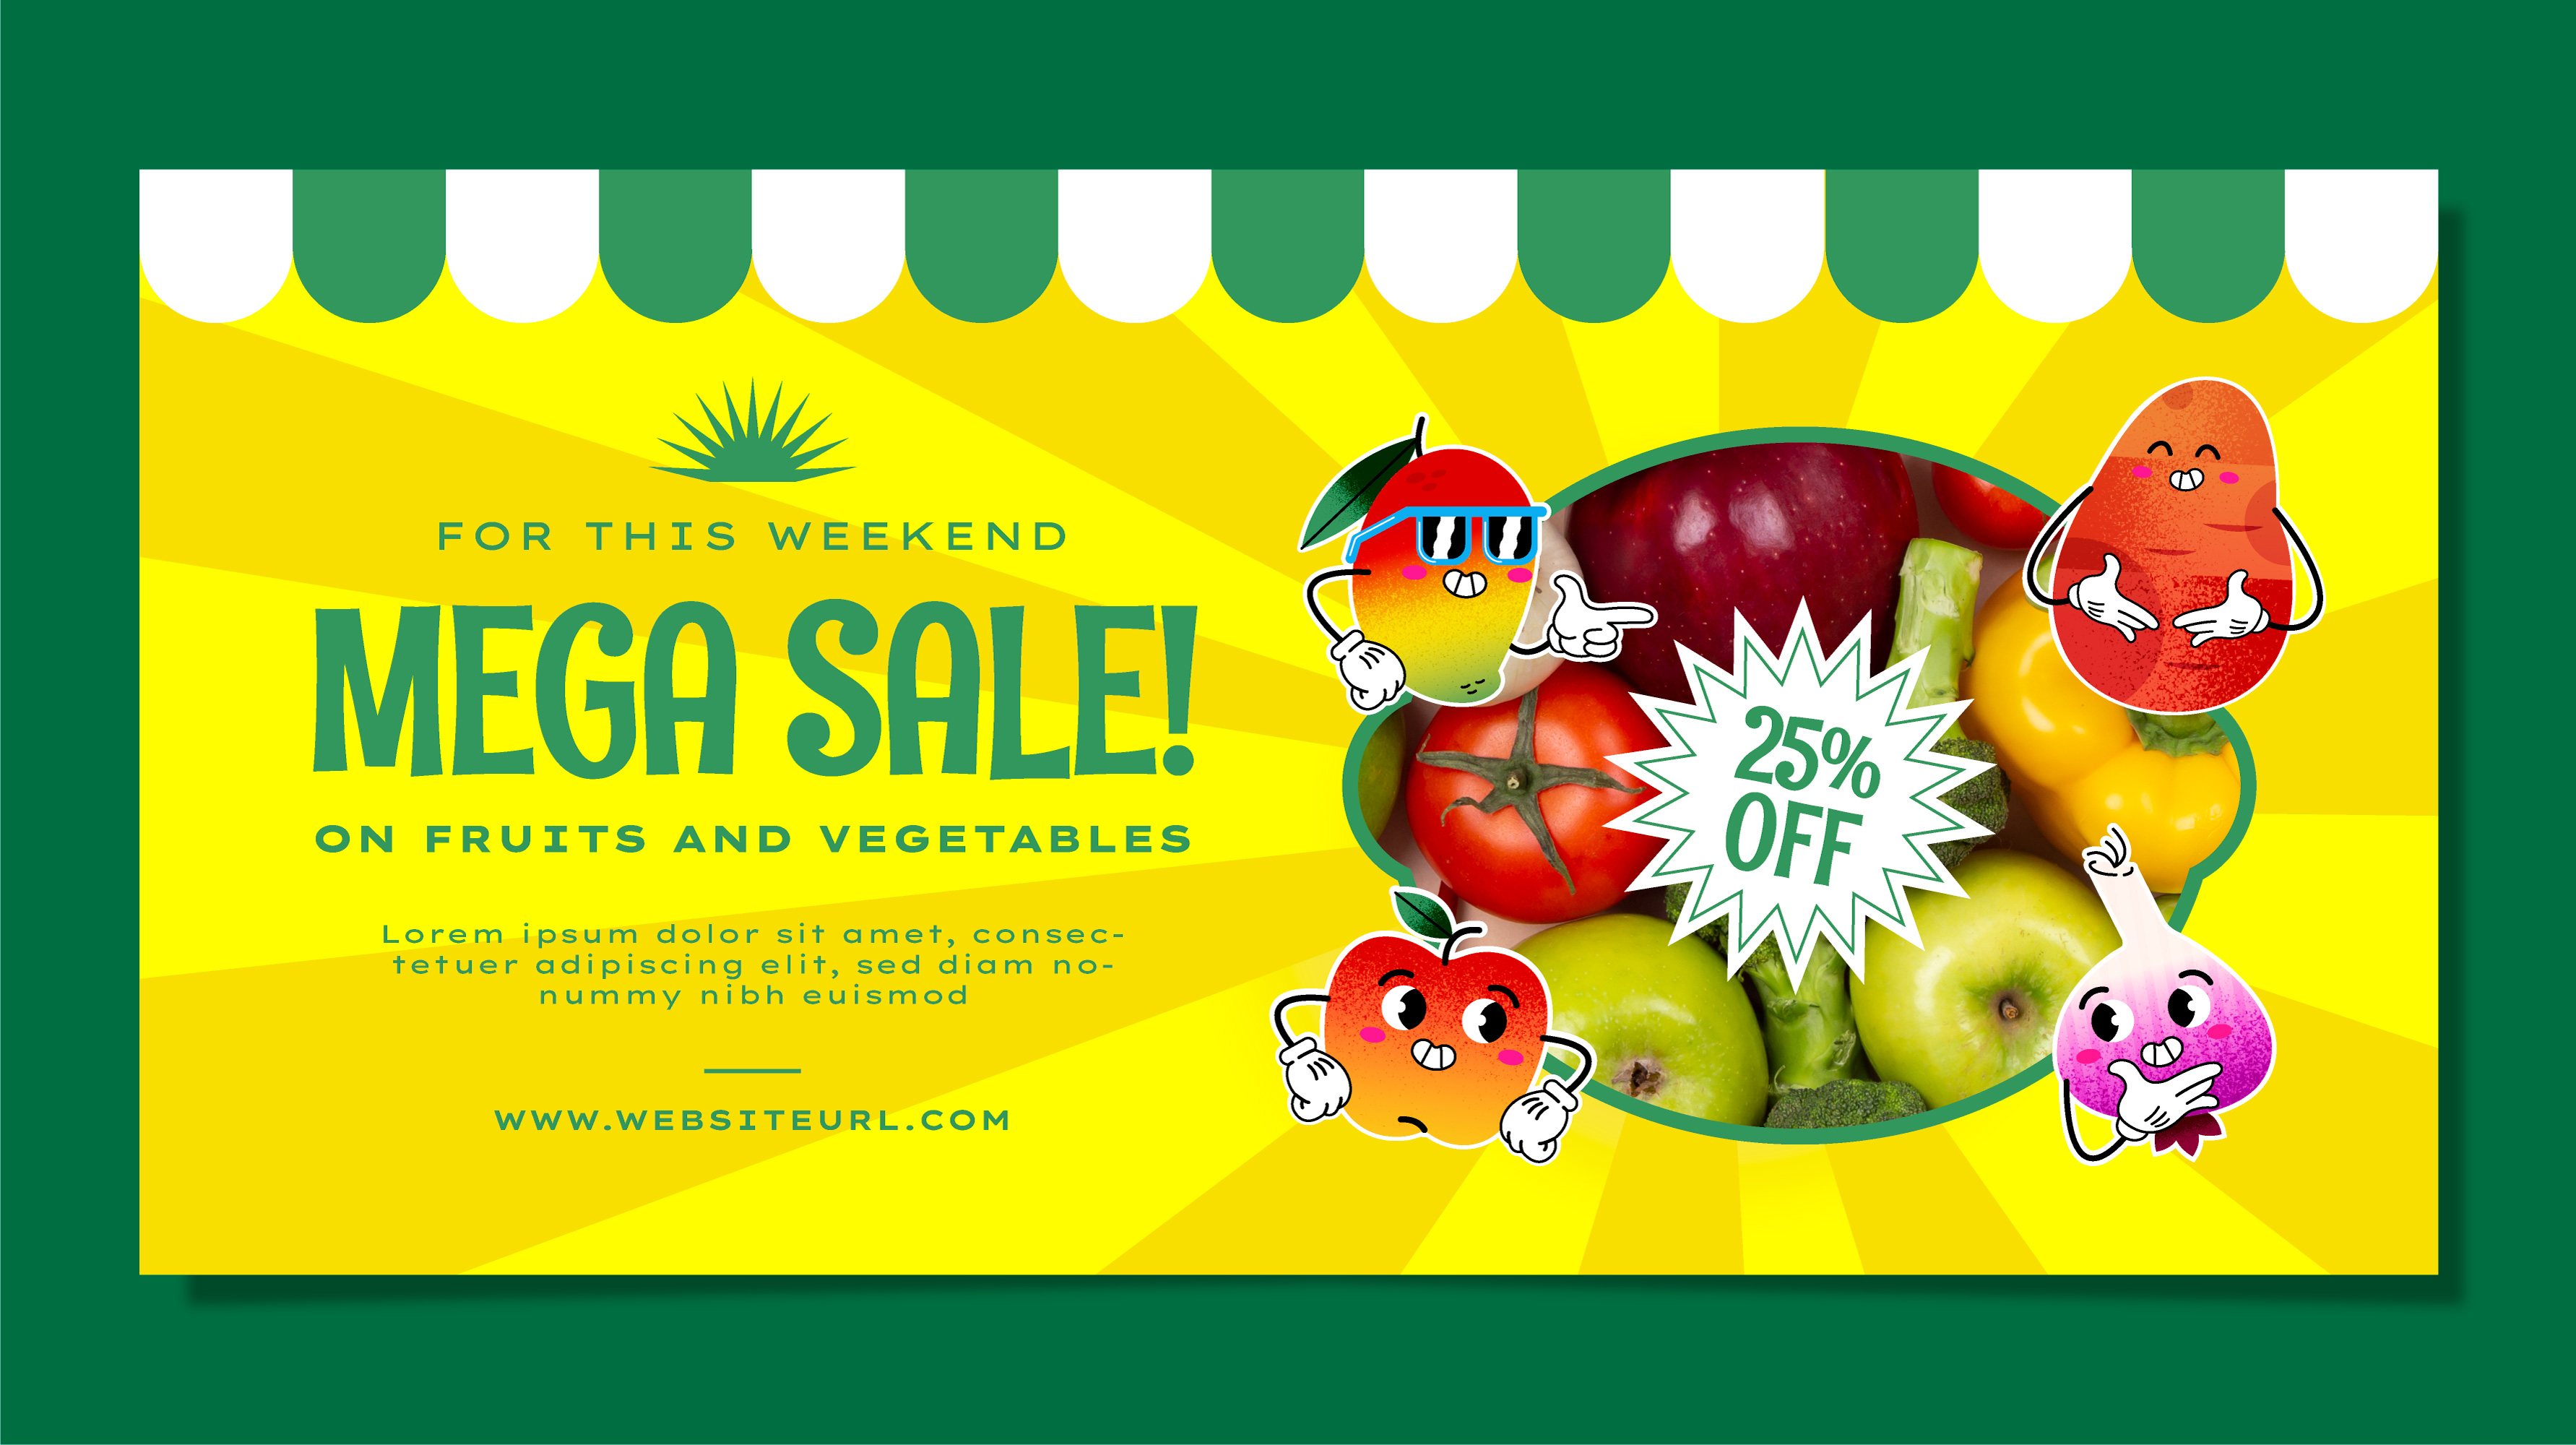 FOR THIS WEEKEND
MEGA SALE!
ON FRUITS AND VEGETABLES
Lorem ipsum dolor sit amet, consec-
tetuer adipiscing elit, sed diam no-
nummy nibh euismod
WWW.WEBSITEURL.COM
25%
OFF